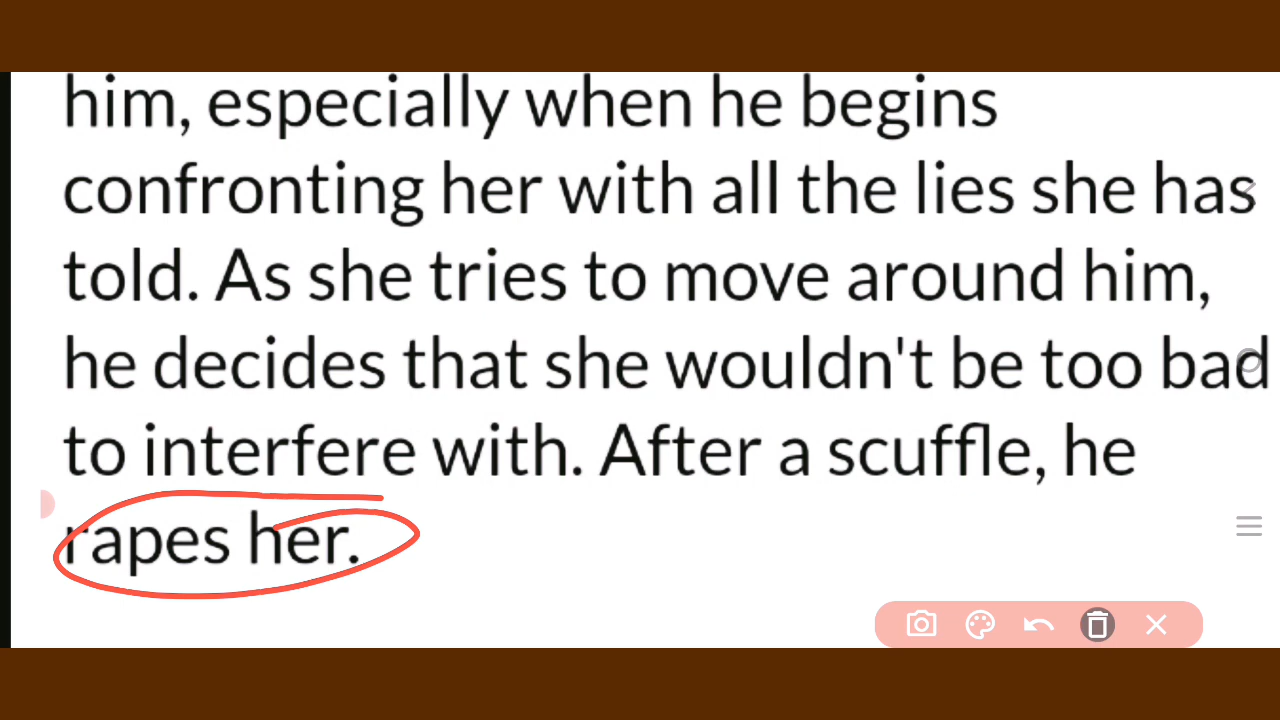 him, especially when he begins
confronting her with all the lies she has
told. As she tries to move around him,
he decides that she wouldn't be too bad
to interfere with. After a scuffle, he
rapes her.